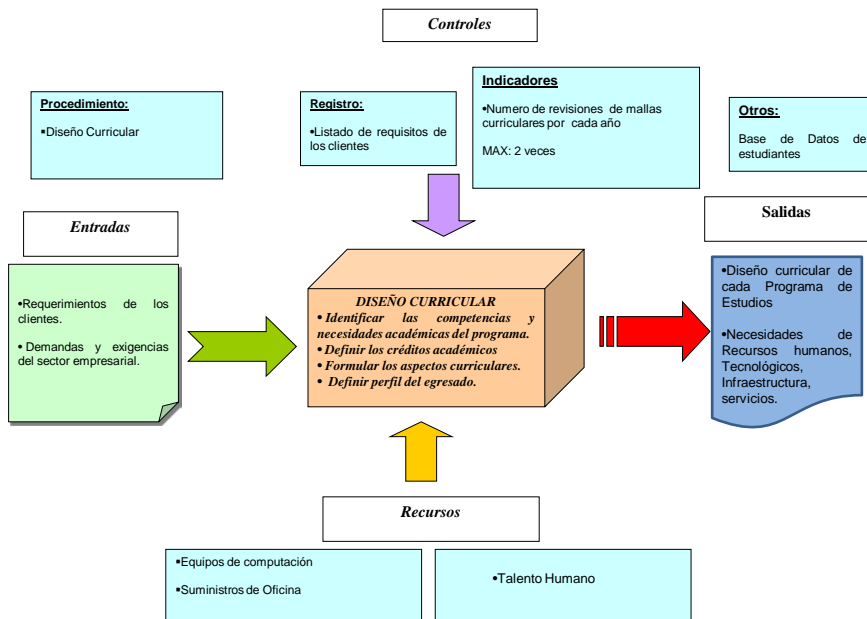 Controles
Procedimiento:
▪Diseño Curricular
Registro:
•Listado de requisitos de
los clientes
Indicadores
•Numero de revisiones de mallas
curriculares por cada año
MAX: 2 veces
Otros:
Base de Datos de
estudiantes
Entradas
•Requerimientos de los
clientes.
• Demandas y exigencias
del sector empresarial.
DISEÑO CURRICULAR
• Identificar las competencias y
necesidades académicas del programa.
• Definir los créditos académicos
• Formular los aspectos curriculares.
• Definir perfil del egresado.
Salidas
•Diseño curricular de
cada Programa de
Estudios
•Necesidades de
Recursos humanos,
Tecnológicos,
Infraestructura,
servicios.
Recursos
▪Equipos de computación
▪Suministros de Oficina
•Talento Humano